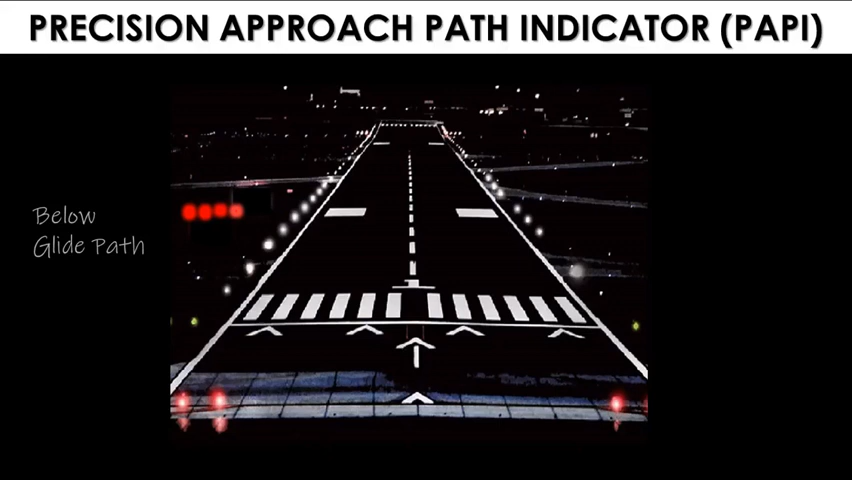 PRECISION APPROACH PATH INDICATOR (PAPI)
Below
Glide Path